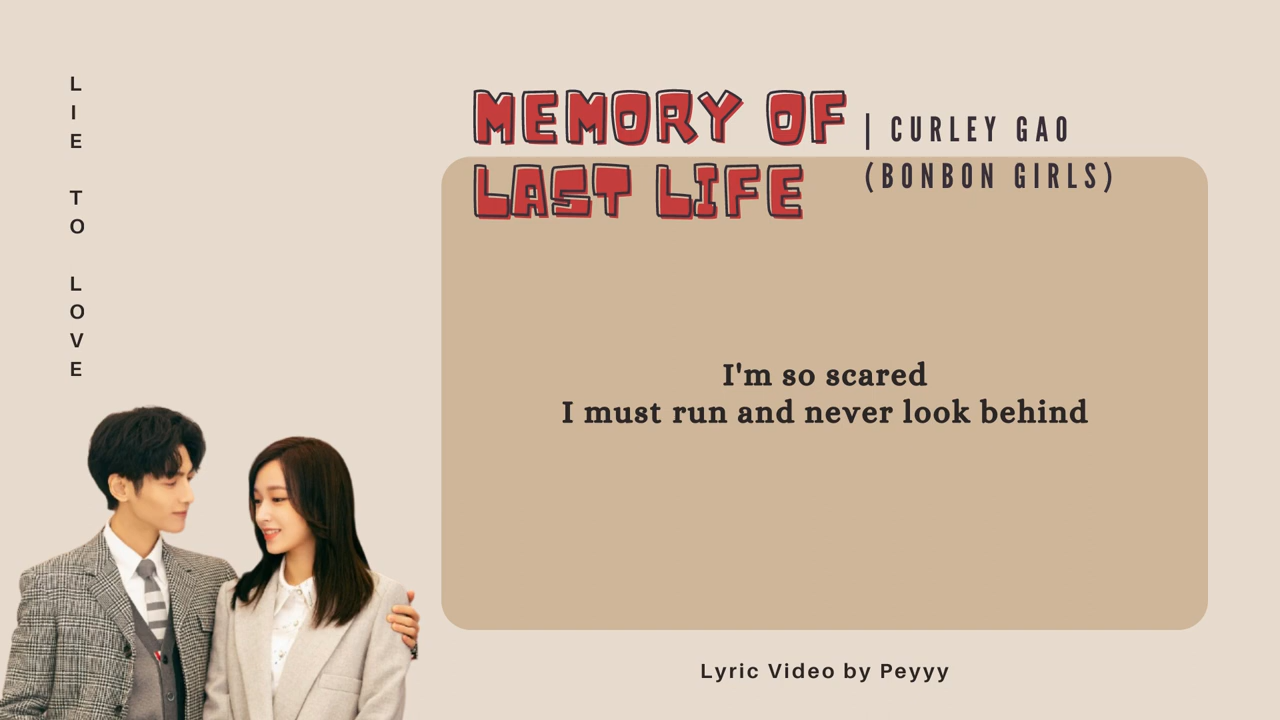 LIE TO LOVE
MEMORY OF
LAST LIFE
| CURLEY GAO
(BONBON GIRLS)
I'm so scared
I must run and never look behind
Lyric Video by Peyyy